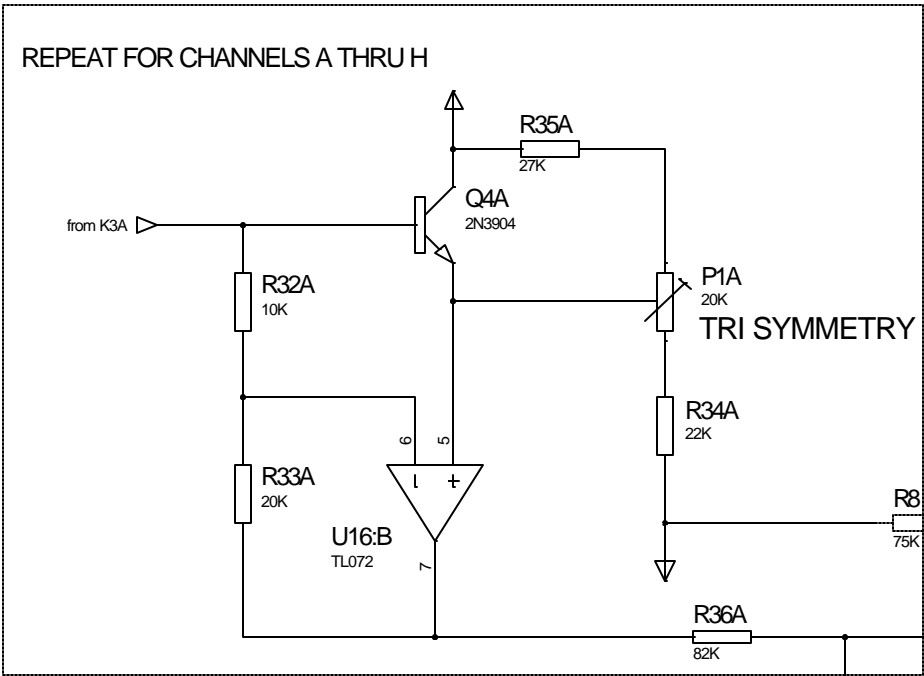 REPEAT FOR CHANNELS A THRU H
R35A
27K
Q4A
2N3904
from K3A
R32A
10K
P1A
20K
TRI SYMMETRY
R34A
22K
6
5
R33A
20K
- +
U16:B
TL072
7
R8
75K
R36A
82K